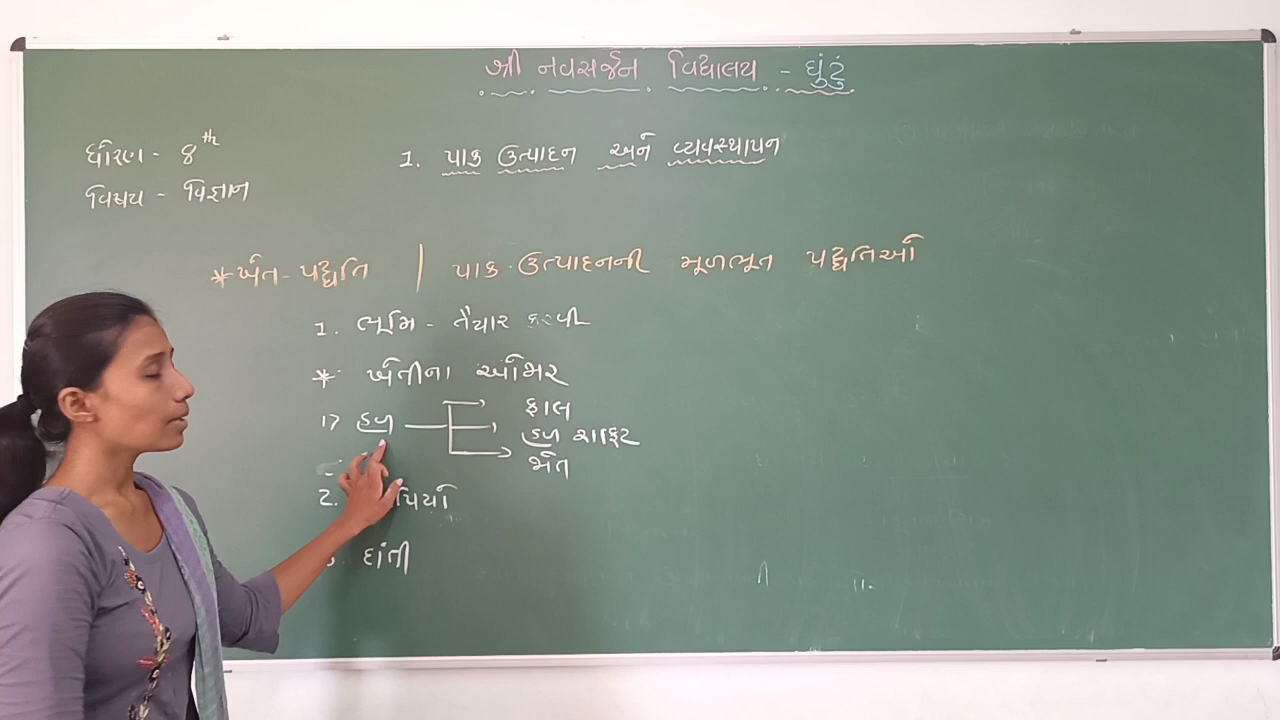 શ્રી નવસર્જન વિદ્યાલય - ઘુંટું
ધોરણ - 8th
વિષય - વિજ્ઞાન
1. પાક ઉત્પાદન અને વ્યવસ્થાપન
* ખેત - પદ્ધતિ | પાક ઉત્પાદનની મૂળભૂત પદ્ધતિઓ
1. ભૂમિ - તૈયાર કરવી
* ખેતીના ઓજાર
1) હળ
ફાલ
હળ શાફ્ટ
જોત
2.
3. દાંતી